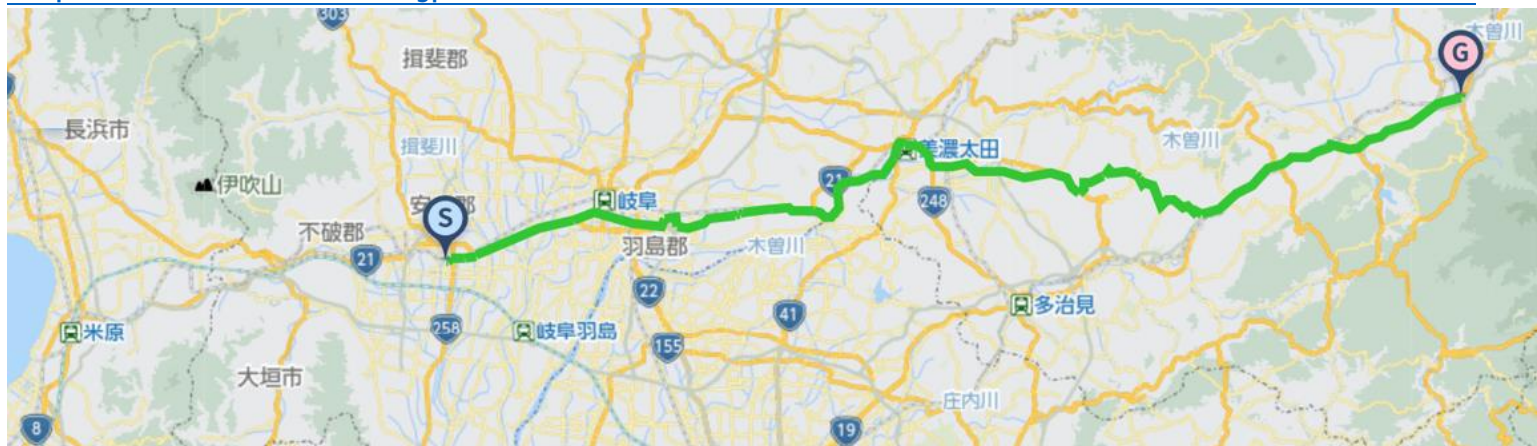 303
木曽川
揖斐郡
G
長浜市
揖斐川
木曽川
21
美濃太田
伊吹山
岐阜
248
S
不破郡
21
羽島郡
木曽川
22
41
多治見
米原
258
岐阜羽島
155
大垣市
庄内川
8
19